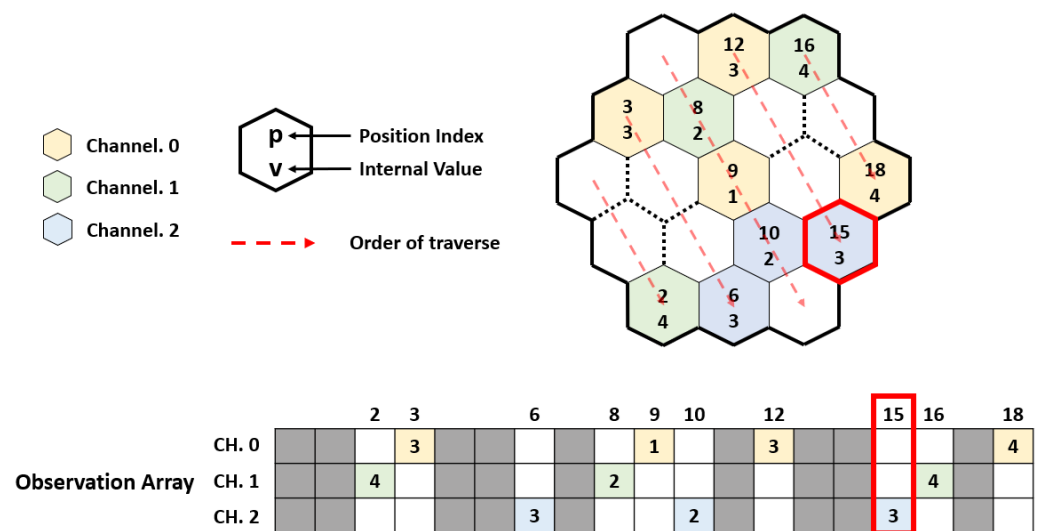 Channel. 0
Channel. 1
Channel. 2
p
v
Position Index
Internal Value
Order of traverse
12
3
16
4
3
3
8
2
9
1
18
4
10
2
15
3
2
4
6
3
2 3 6 8 9 10 12 15 16 18
CH. 0 3 1 3 4
Observation Array CH. 1 4 2 4
CH. 2 3 2 3